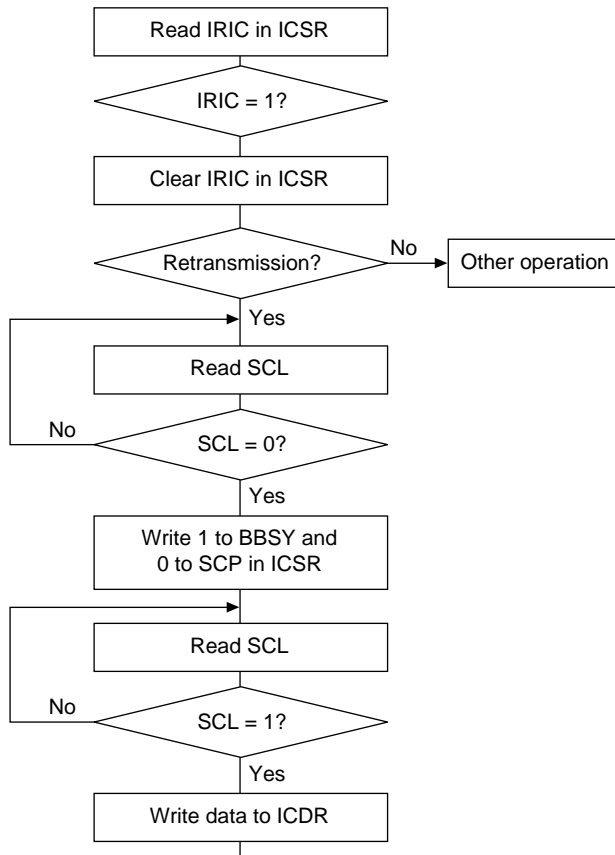 Read IRIC in ICSR
IRIC = 1?
Clear IRIC in ICSR
Retransmission?
No
Other operation
Yes
Read SCL
No
SCL = 0?
Yes
Write 1 to BBSY and
0 to SCP in ICSR
Read SCL
No
SCL = 1?
Yes
Write data to ICDR